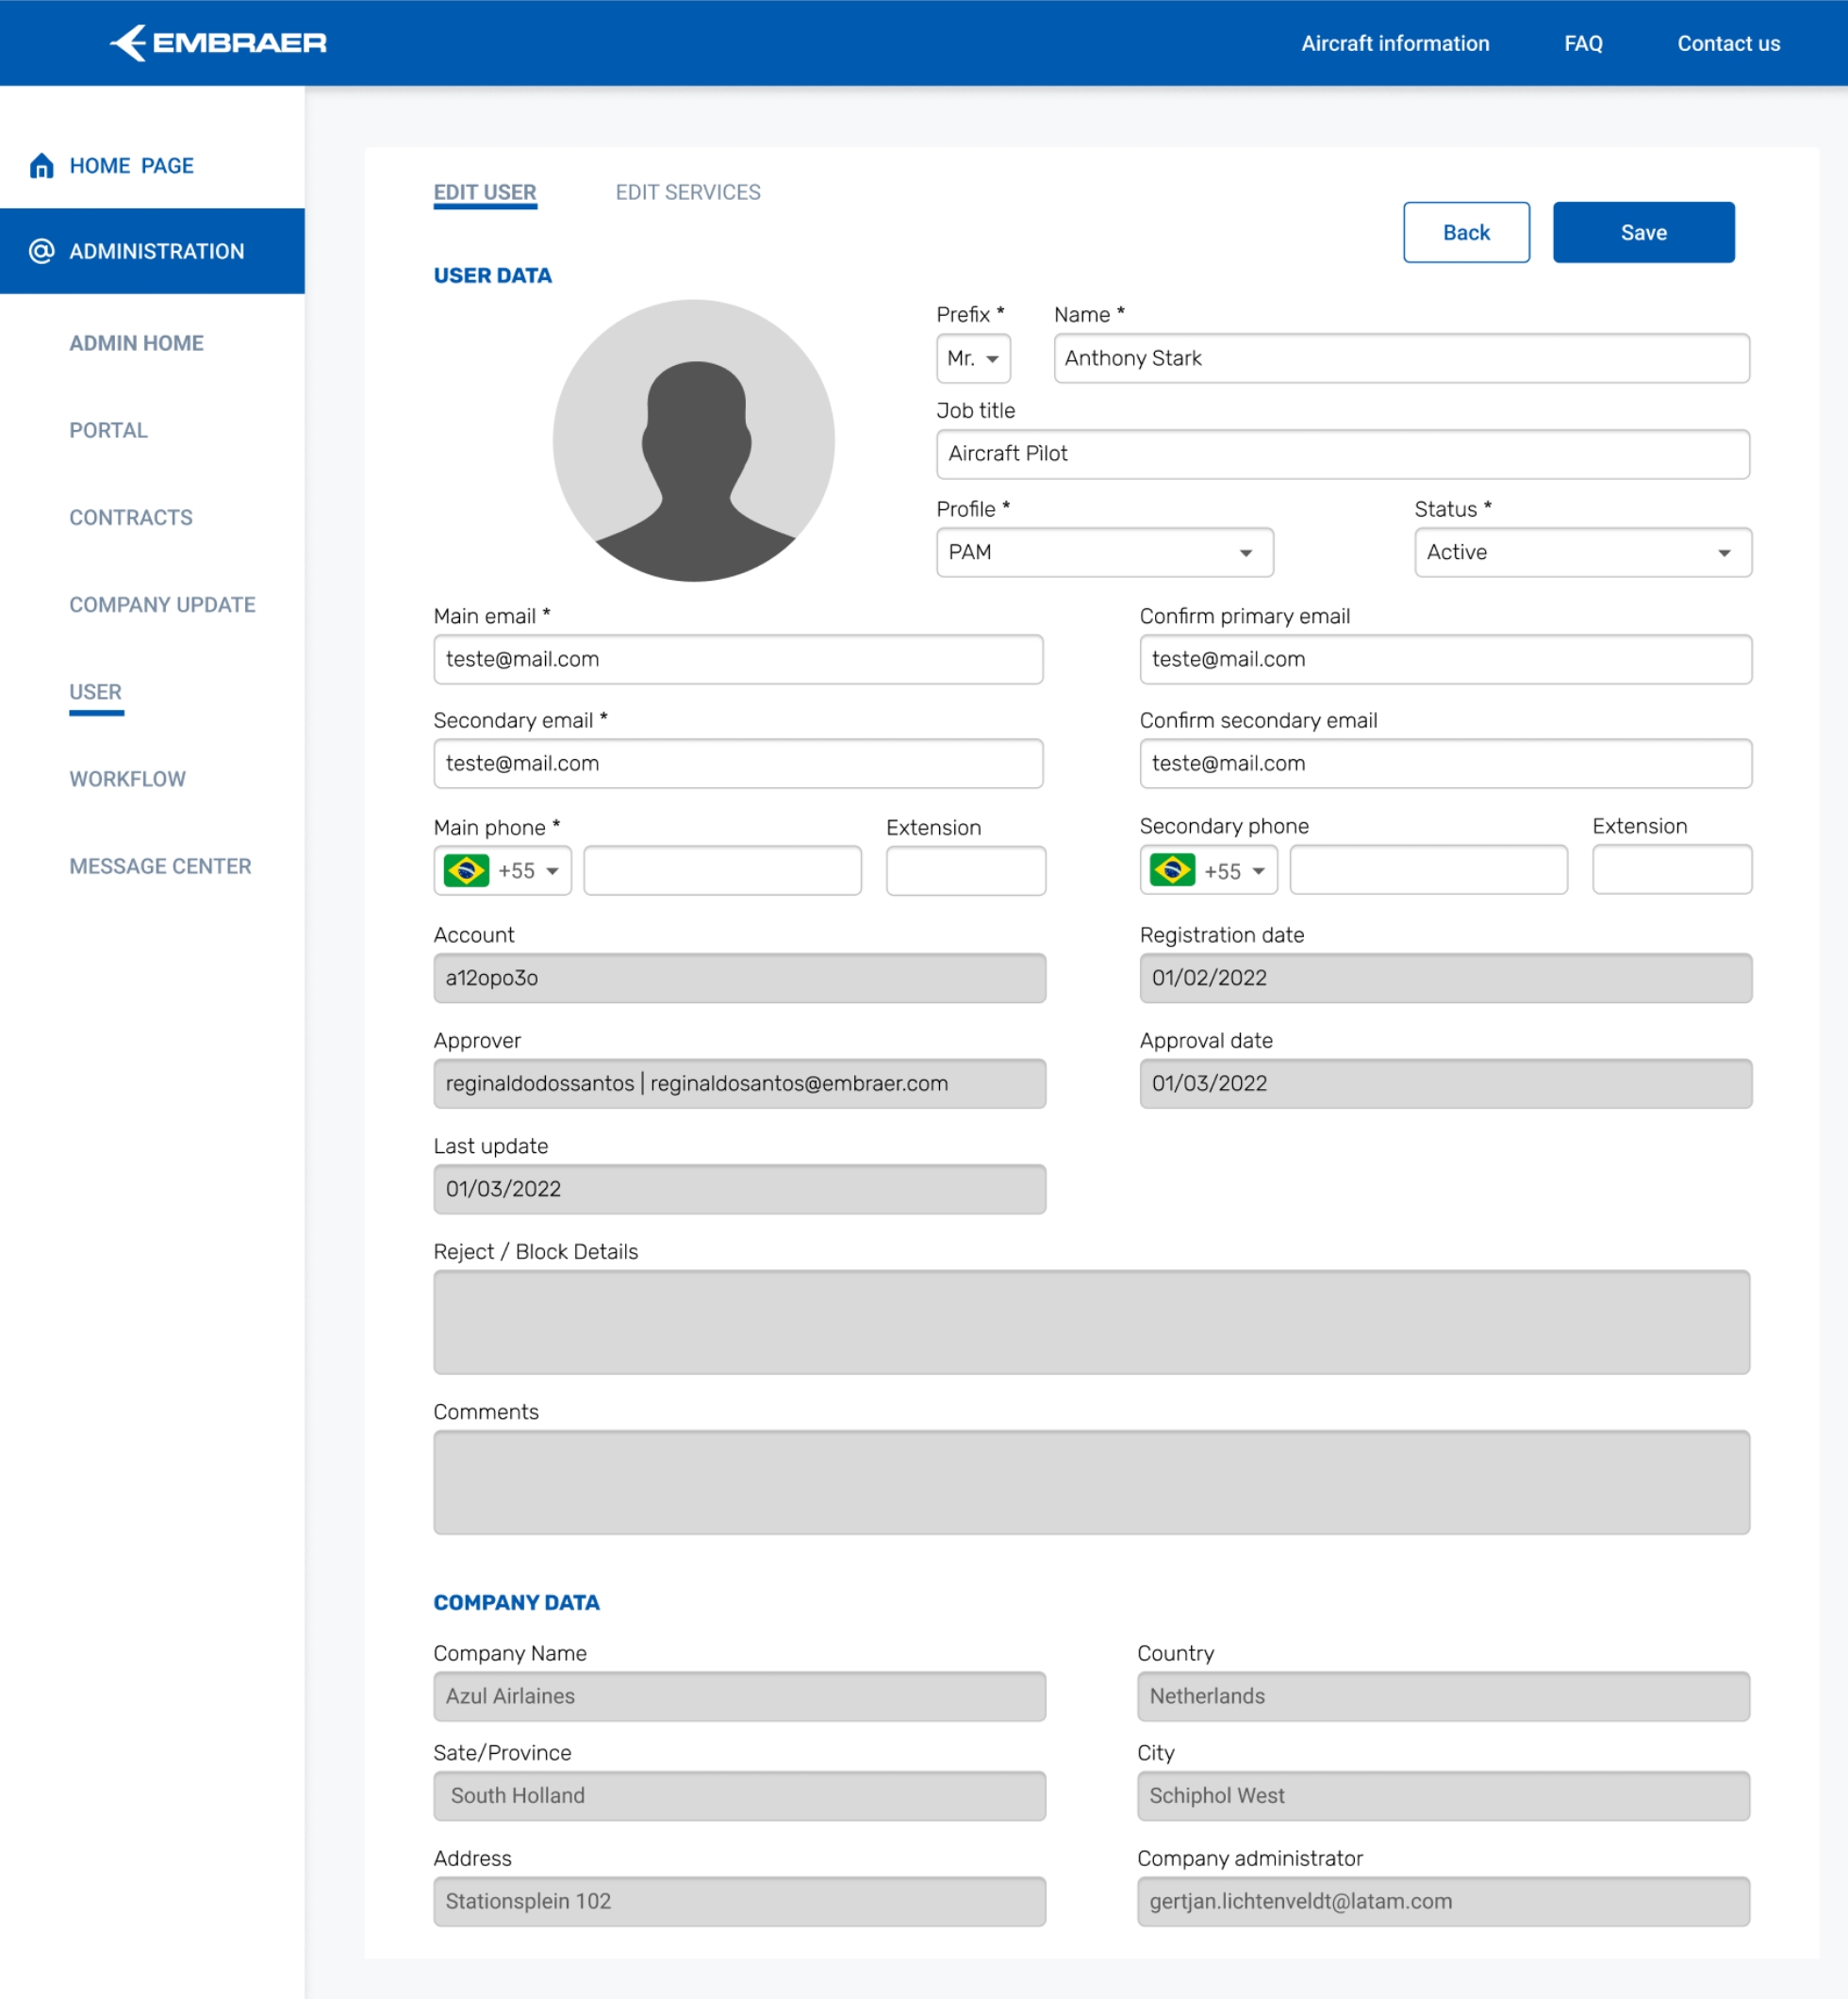 EMBRAER
Aircraft information FAQ Contact us
HOME PAGE
ADMINISTRATION
ADMIN HOME
PORTAL
CONTRACTS
COMPANY UPDATE
USER
WORKFLOW
MESSAGE CENTER
EDIT USER EDIT SERVICES
Back Save
USER DATA
Prefix * Name *
Mr. Anthony Stark
Job title
Aircraft Pìlot
Profile * Status *
PAM Active
Main email * Confirm primary email
teste@mail.com teste@mail.com
Secondary email * Confirm secondary email
teste@mail.com teste@mail.com
Main phone * Extension Secondary phone Extension
+55 +55
Account Registration date
a12opo3o 01/02/2022
Approver Approval date
reginaldodossantos | reginaldosantos@embraer.com 01/03/2022
Last update
01/03/2022
Reject / Block Details
Comments
COMPANY DATA
Company Name Country
Azul Airlaines Netherlands
Sate/Province City
South Holland Schiphol West
Address Company administrator
Stationsplein 102 gertjan.lichtenveldt@latam.com